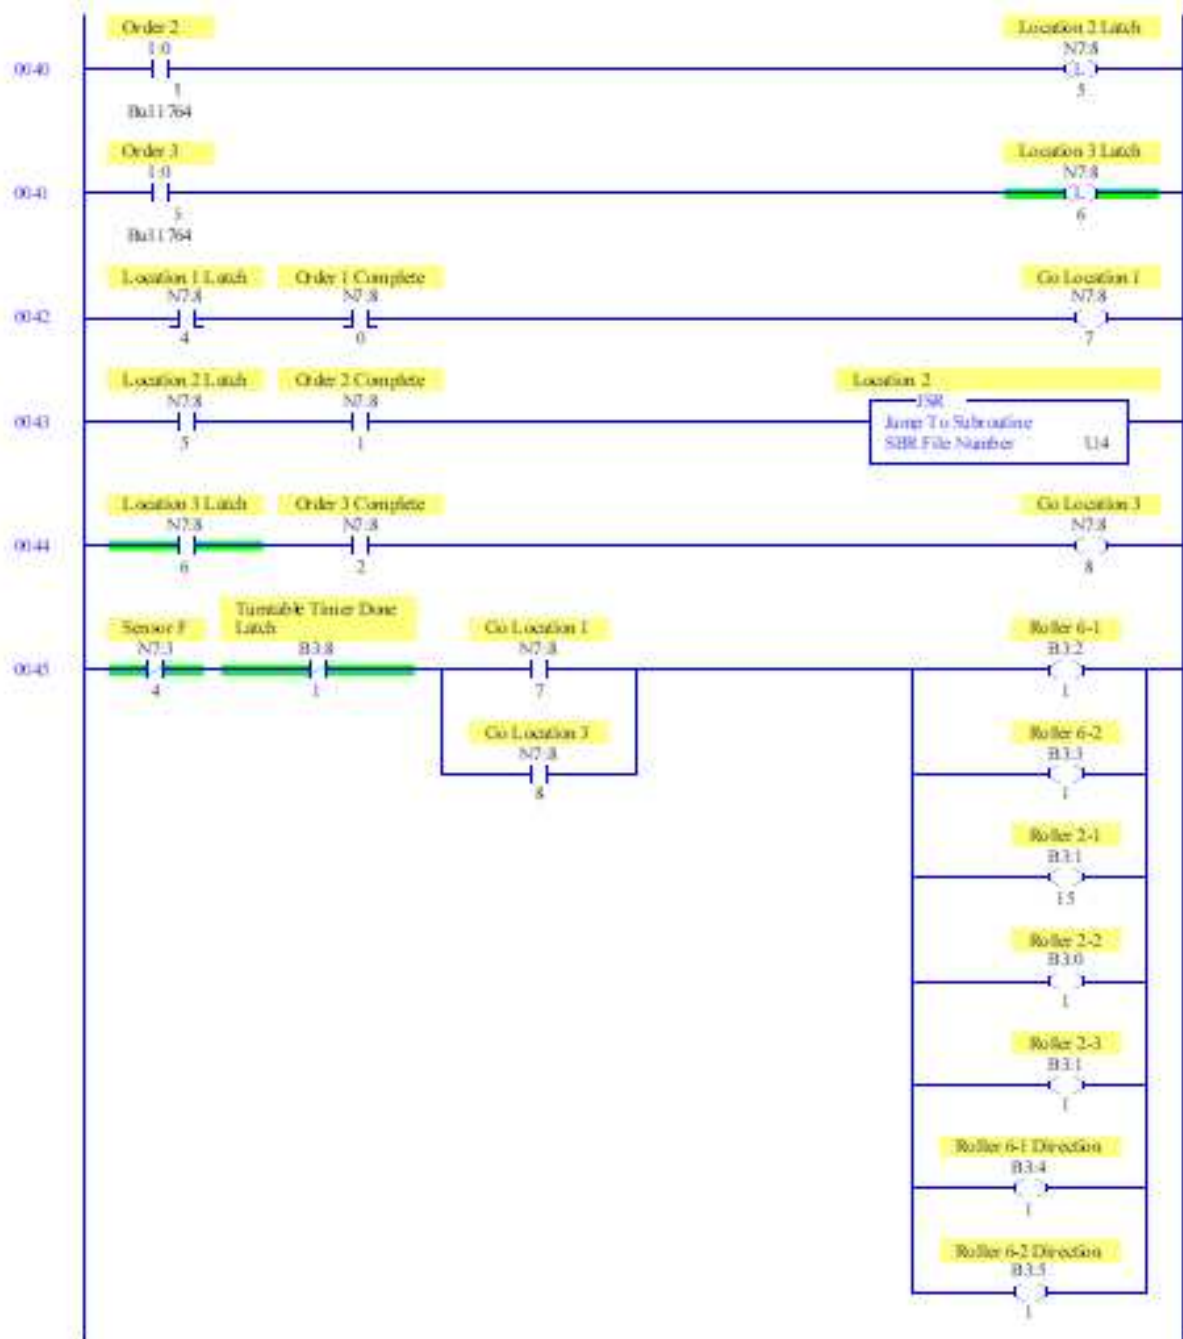 Order 2
I:0
Location 2 Latch
N7:8
0040
L
5
Bul.1764
Order 3
I:0
Location 3 Latch
N7:8
0041
L
6
Bul.1764
Location 1 Latch Order 1 Complete Go Location 1
N7:8 N7:8 N7:8
0042
4 0 7
Location 2 Latch Order 2 Complete Location 2
N7:8 N7:8 JSR
0043
Jump To Subroutine
5 1 SBR File Number U:4
Location 3 Latch Order 3 Complete Go Location 3
N7:8 N7:8 N7:8
0044
6 2 8
Turntable Timer Done
Sensor F Latch Go Location 1 Roller 6-1
N7:3 B3:8 N7:8 B3:2
0045
4 1 7 1
Go Location 3 Roller 6-2
N7:8 B3:3
8 1
Roller 2-1
B3:1
15
Roller 2-2
B3:0
1
Roller 2-3
B3:1
1
Roller 6-1 Direction
B3:4
1
Roller 6-2 Direction
B3:5
1